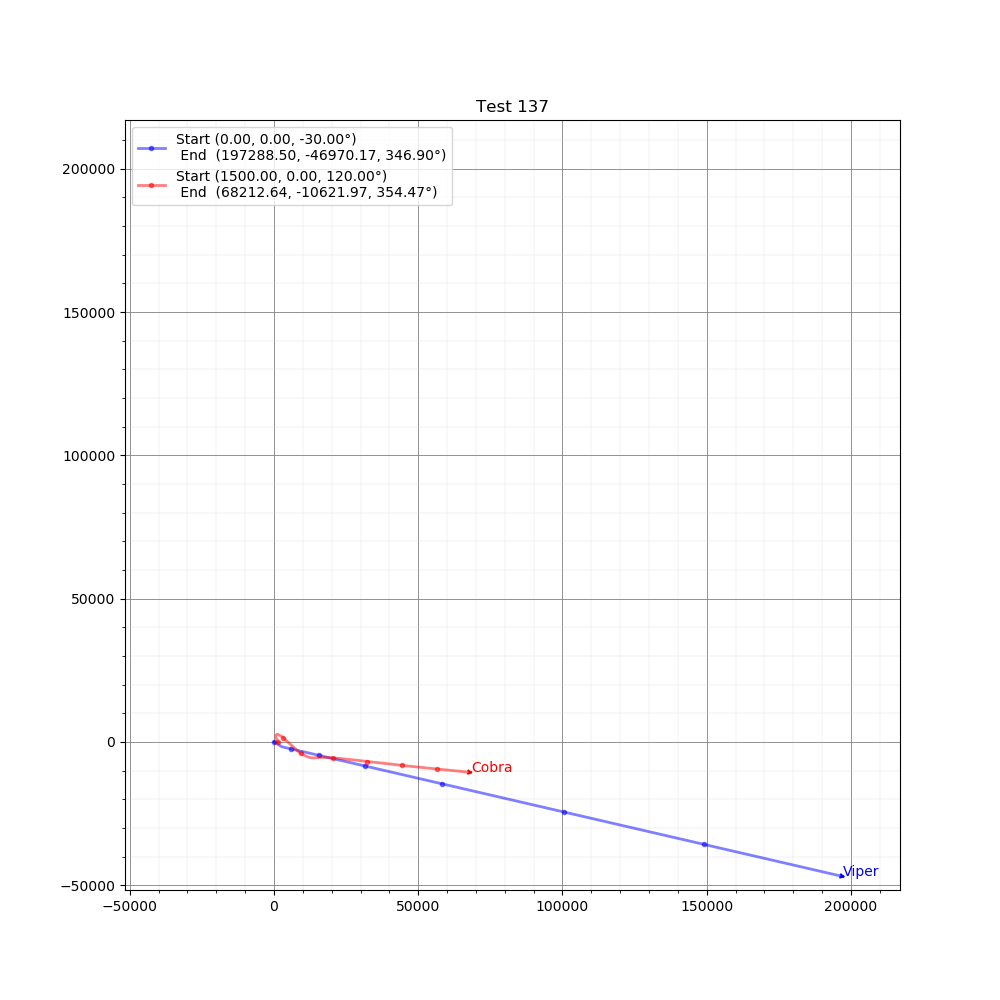 Test 137
Start (0.00, 0.00, -30.00°)
End  (197288.50, -46970.17, 346.90°)
Start (1500.00, 0.00, 120.00°)
End  (68212.64, -10621.97, 354.47°)
200000
150000
100000
50000
0
−50000
Cobra
Viper
−50000 0 50000 100000 150000 200000